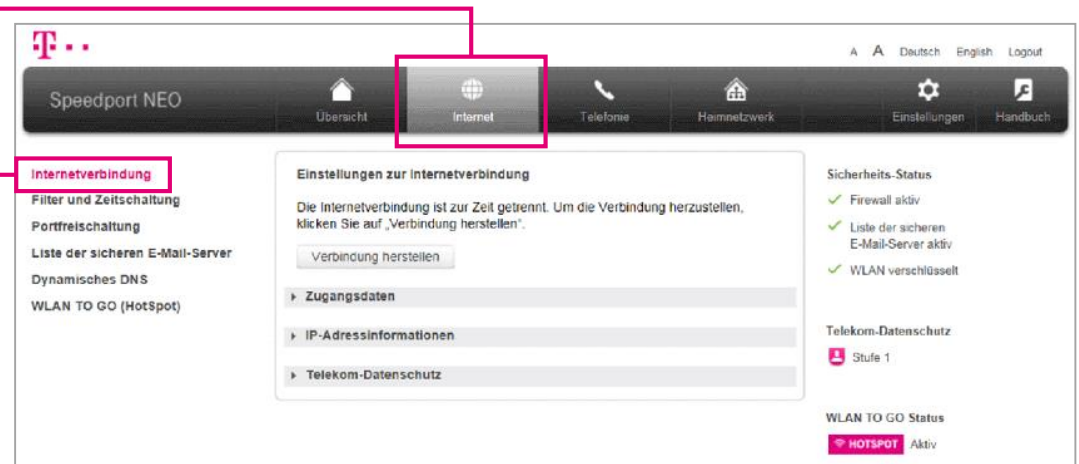 T
A A Deutsch English Logout
Speedport NEO
Übersicht
Internet
Telefonie
Heimnetzwerk
Einstellungen
Handbuch
Internetverbindung
Filter und Zeitschaltung
Portfreischaltung
Liste der sicheren E-Mail-Server
Dynamisches DNS
WLAN TO GO (HotSpot)
Einstellungen zur Internetverbindung
Die Internetverbindung ist zur Zeit getrennt. Um die Verbindung herzustellen,
klicken Sie auf „Verbindung herstellen“.
Verbindung herstellen
Zugangsdaten
IP-Adressinformationen
Telekom-Datenschutz
Sicherheits-Status
Firewall aktiv
Liste der sicheren
E-Mail-Server aktiv
WLAN verschlüsselt
Telekom-Datenschutz
Stufe 1
WLAN TO GO Status
HOTSPOT Aktiv